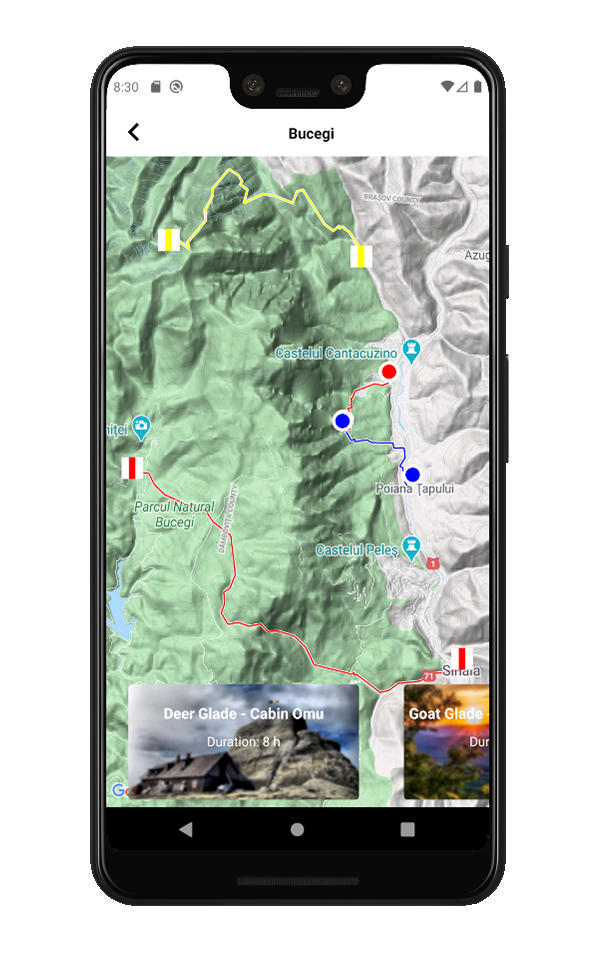 8:30
Bucegi
BRAȘOV COUNTY
Azug
Castelul Cantacuzino
niței
Poiana Țapului
Parcul Natural
Bucegi
DÂMBOVIȚA COUNTY
Castelul Peleș
1
Sinaia
71
Deer Glade - Cabin Omu
Duration: 8 h
Goat Glade -
Dur
Go